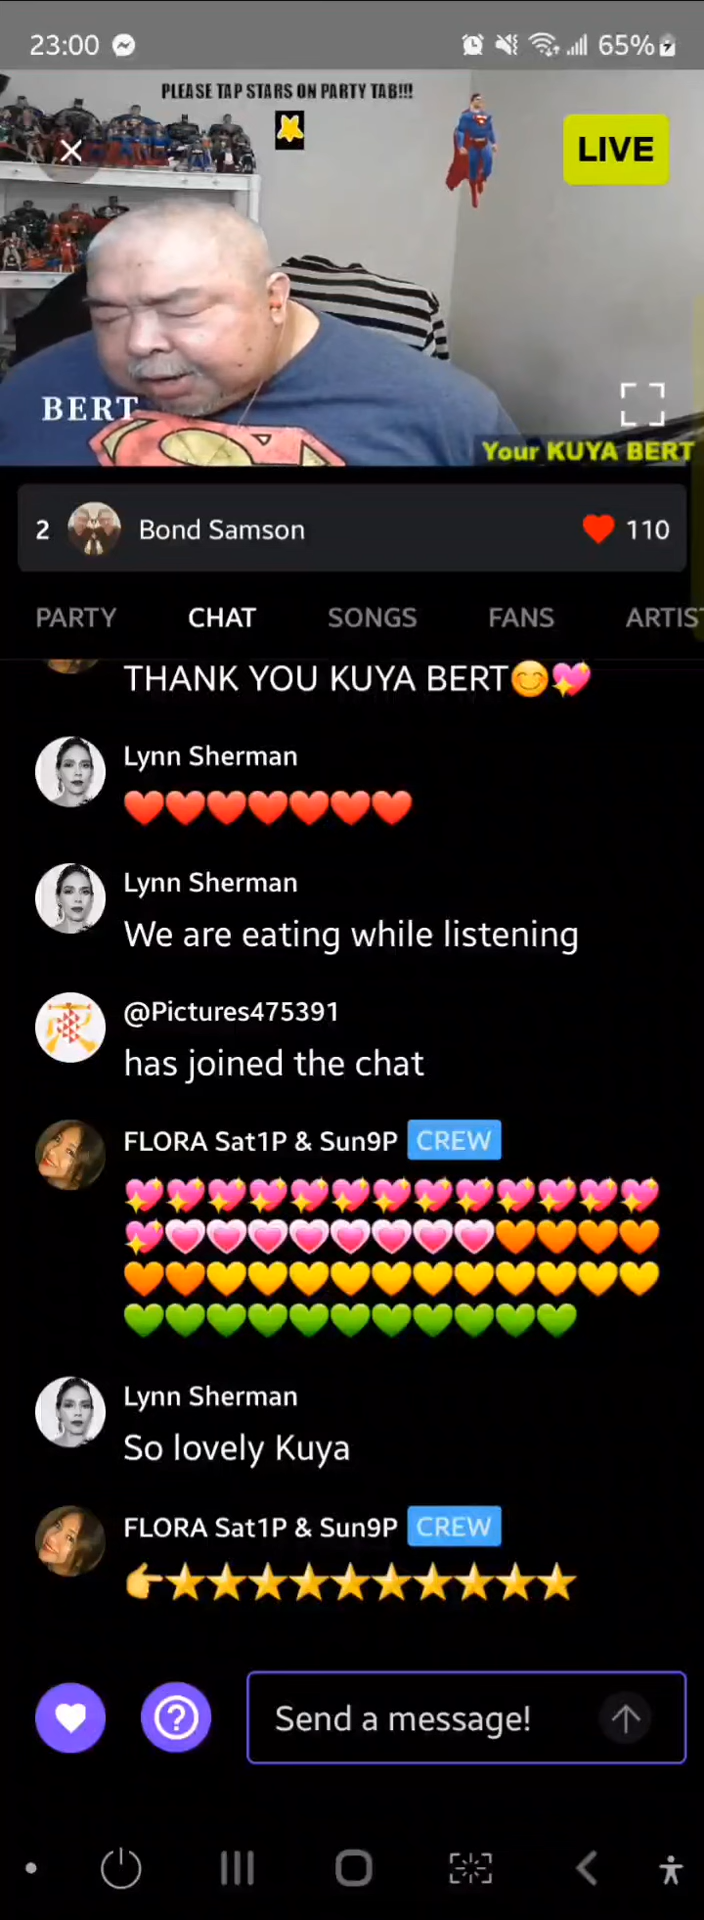 23:00
65%
PLEASE TAP STARS ON PARTY TAB!!!
LIVE
BERT
Your KUYA BERT
2 Bond Samson 110
PARTY CHAT SONGS FANS ARTIS
THANK YOU KUYA BERT😊💖
Lynn Sherman
❤️❤️❤️❤️❤️❤️❤️
Lynn Sherman
We are eating while listening
@Pictures475391
has joined the chat
FLORA Sat1P & Sun9P CREW
💖💖💖💖💖💖💖💖💖💖💖💖💖
💖💗💗💗💗💗💗💗💗🧡🧡🧡🧡
🧡🧡💛💛💛💛💛💛💛💛💛💛💛
💚💚💚💚💚💚💚💚💚💚💚
Lynn Sherman
So lovely Kuya
FLORA Sat1P & Sun9P CREW
👉⭐⭐⭐⭐⭐⭐⭐⭐⭐⭐
Send a message!